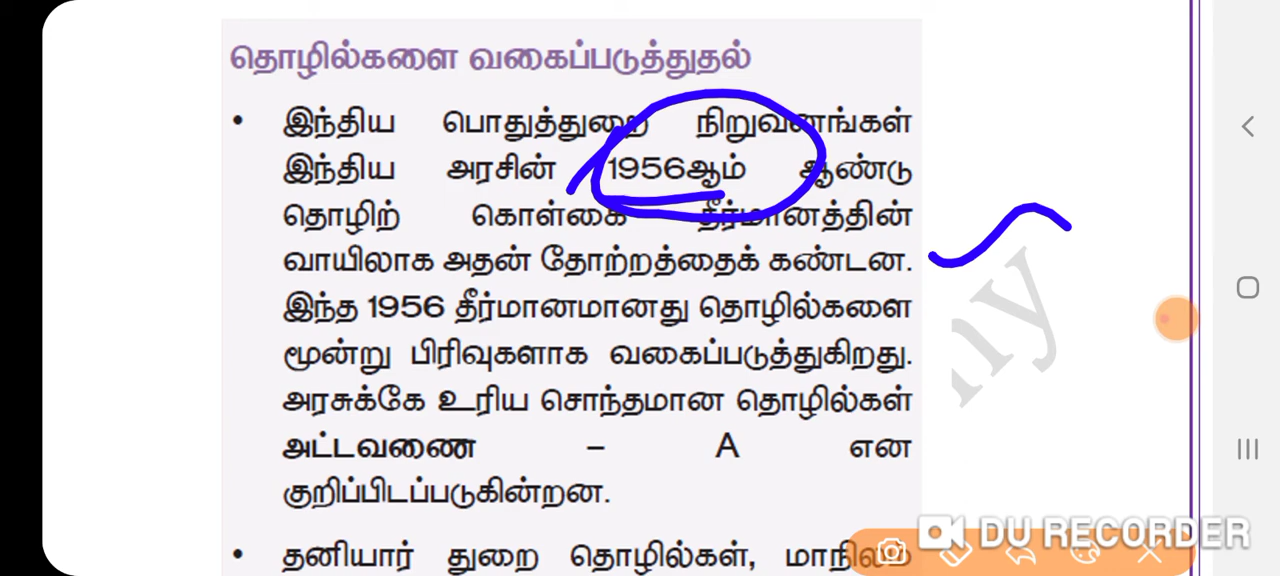 தொழில்களை வகைப்படுத்துதல்
• இந்திய பொதுத்துறை நிறுவனங்கள்
இந்திய அரசின் 1956ஆம் ஆண்டு
தொழிற் கொள்கை தீர்மானத்தின்
வாயிலாக அதன் தோற்றத்தைக் கண்டன.
இந்த 1956 தீர்மானமானது தொழில்களை
மூன்று பிரிவுகளாக வகைப்படுத்துகிறது.
அரசுக்கே உரிய சொந்தமான தொழில்கள்
அட்டவணை – A என
குறிப்பிடப்படுகின்றன.
• தனியார் துறை தொழில்கள், மாநிலம்
DU RECORDER